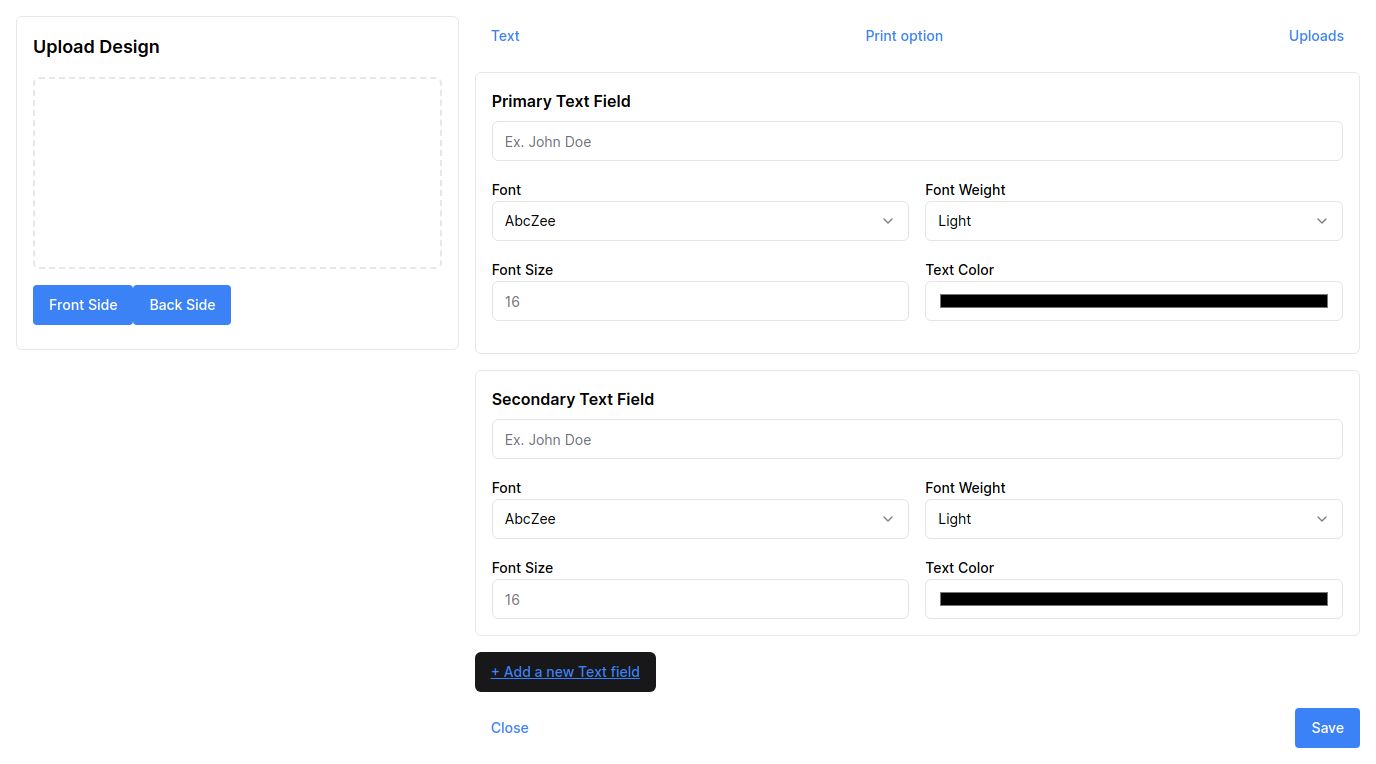 Upload Design
Front Side
Back Side
Text
Print option
Uploads
Primary Text Field
Ex. John Doe
Font
Font Weight
AbcZee
Light
Font Size
Text Color
16
Secondary Text Field
Ex. John Doe
Font
Font Weight
AbcZee
Light
Font Size
Text Color
16
+ Add a new Text field
Close
Save